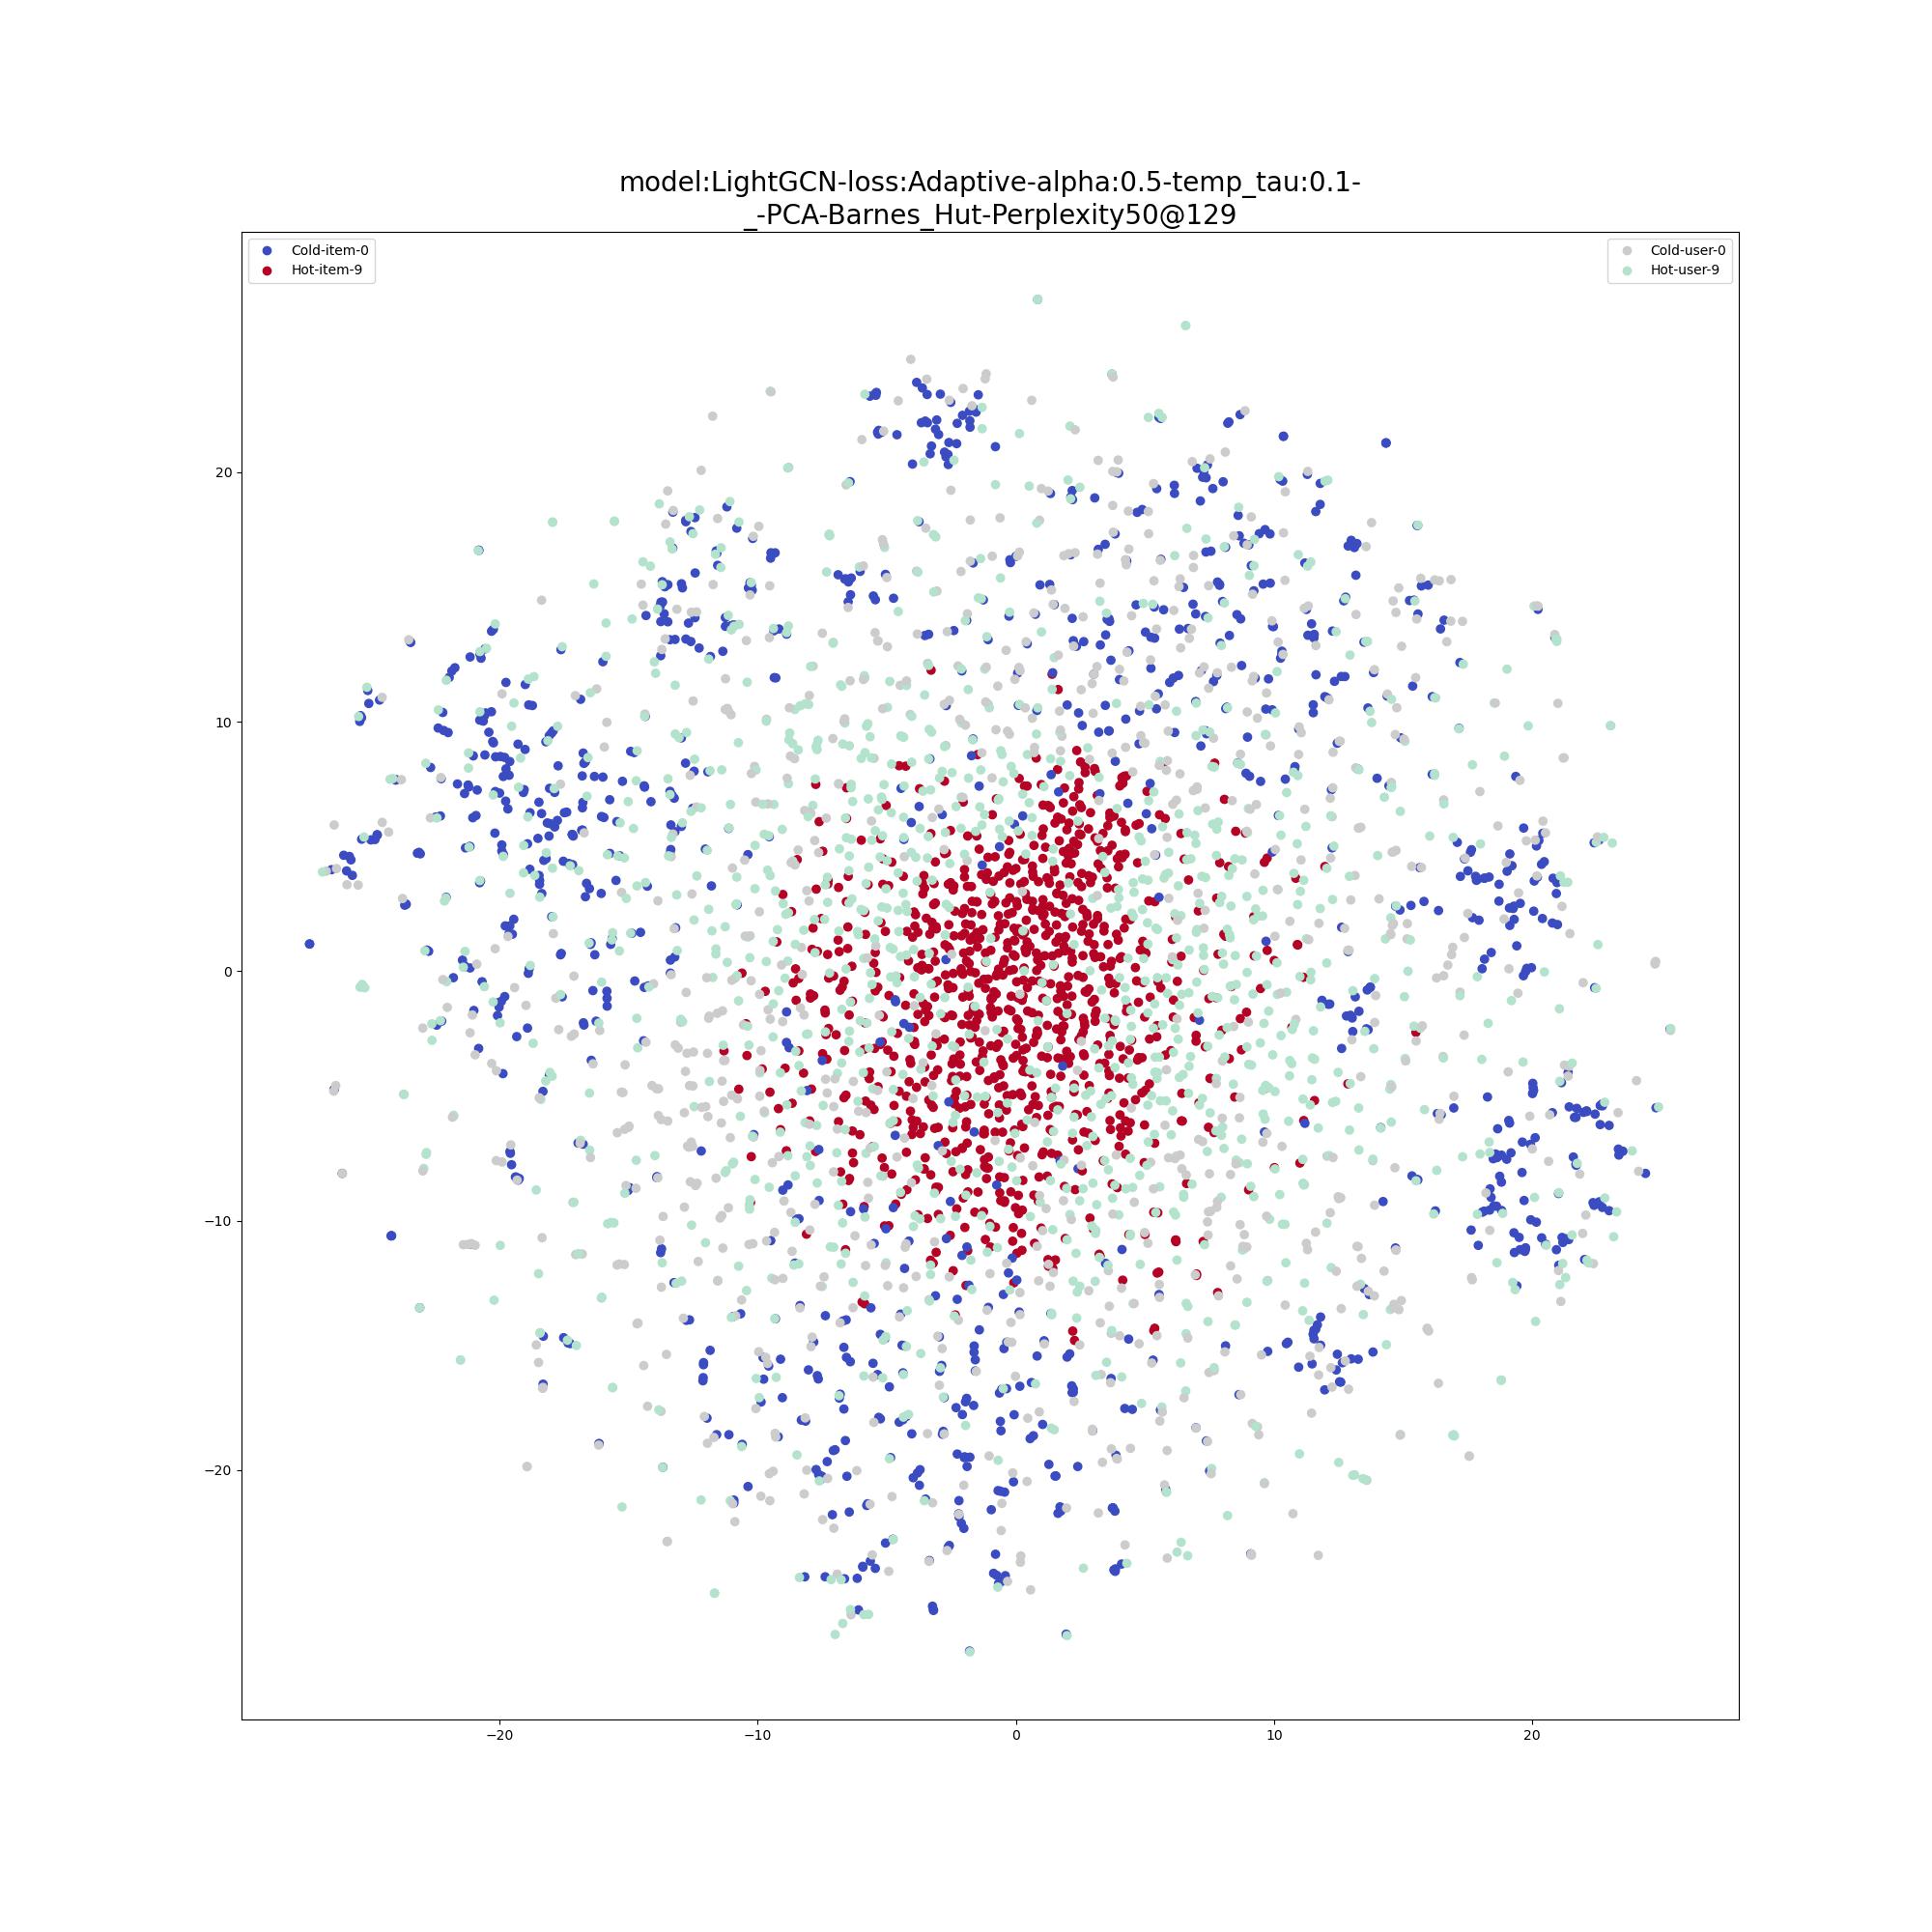 model:LightGCN-loss:Adaptive-alpha:0.5-temp_tau:0.1-
_-PCA-Barnes_Hut-Perplexity50@129
Cold-item-0
Hot-item-9
Cold-user-0
Hot-user-9
20
10
0
−10
−20
−20
−10
0
10
20